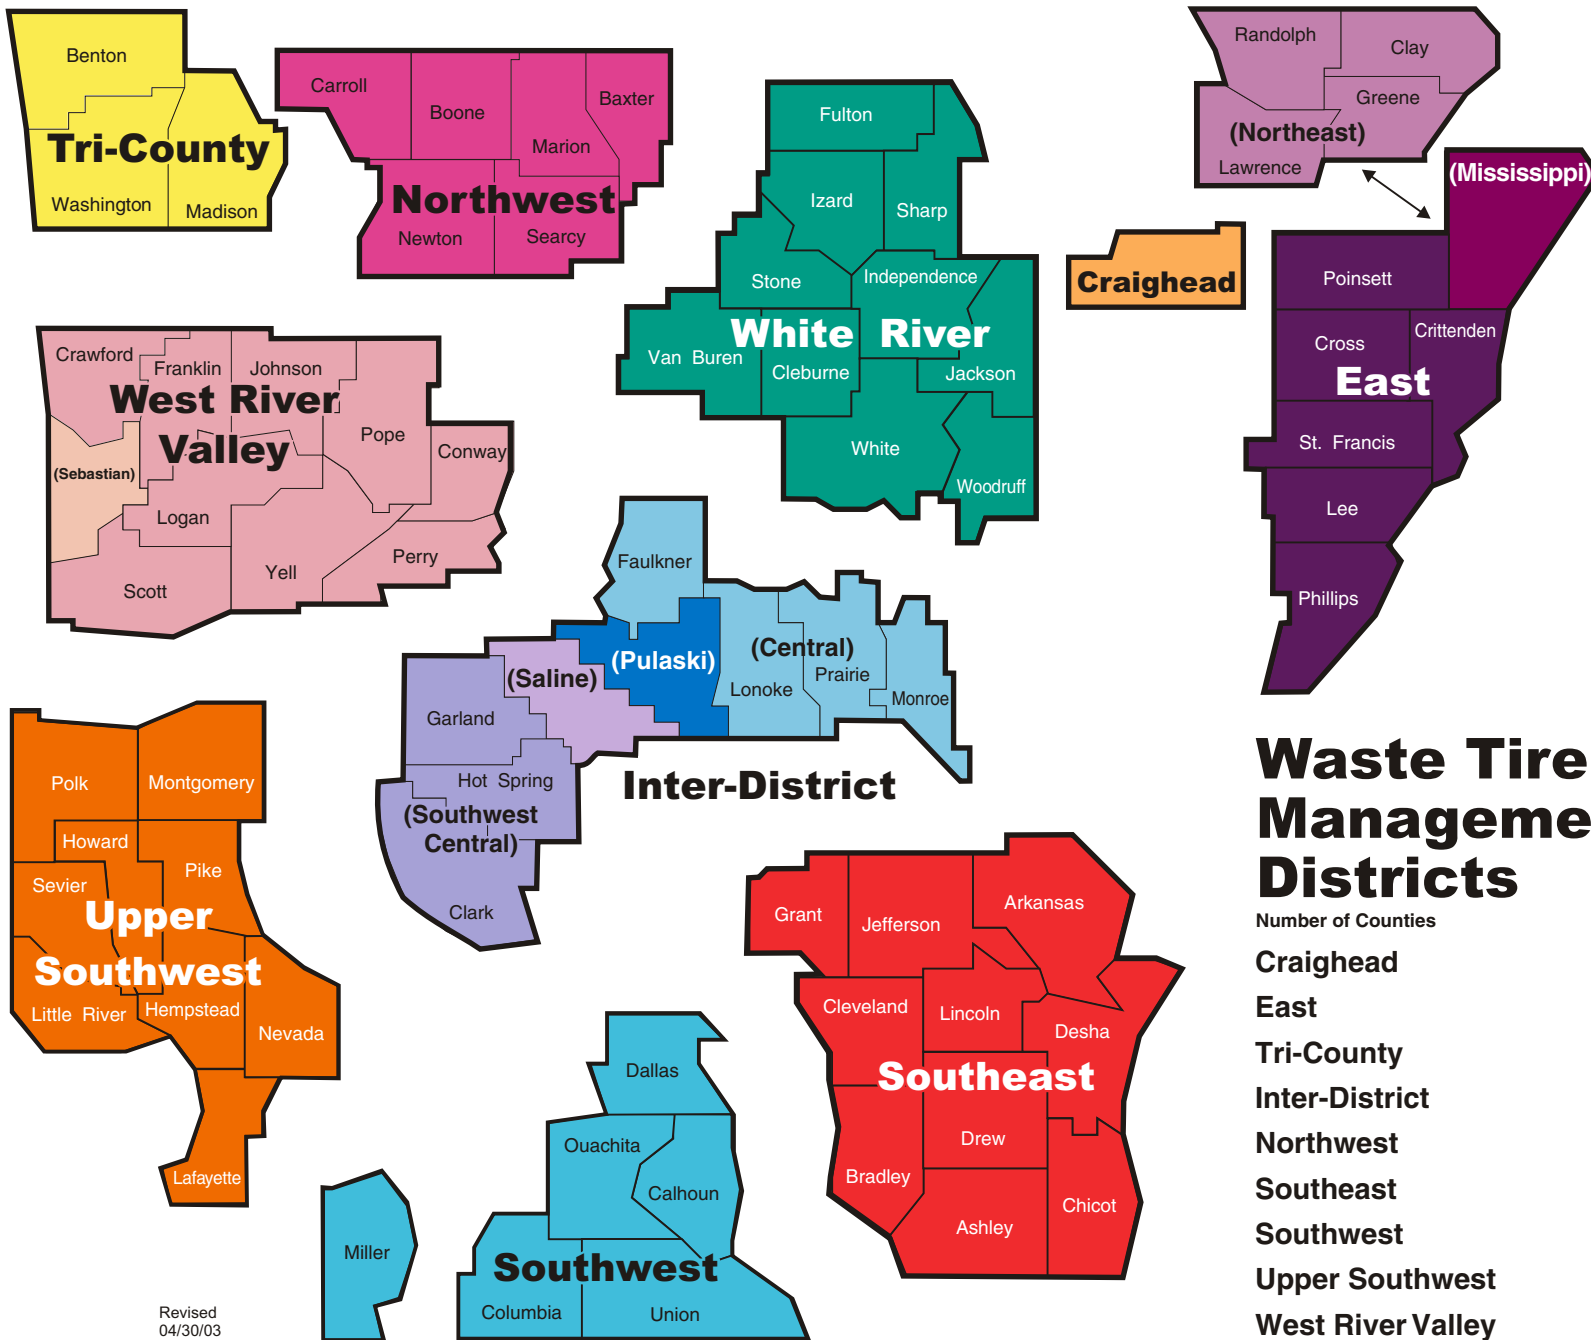 Benton
Tri-County
Washington
Madison
Carroll
Boone
Baxter
Marion
Northwest
Newton
Searcy
Fulton
Izard
Sharp
Stone
Independence
White River
Van Buren
Cleburne
Jackson
White
Woodruff
Randolph
Clay
Greene
(Northeast)
Lawrence
(Mississippi)
Craighead
Poinsett
Crittenden
Cross
East
St. Francis
Lee
Phillips
Crawford
Franklin
Johnson
West River
Valley
Pope
Conway
(Sebastian)
Logan
Perry
Yell
Scott
Faulkner
(Pulaski)
(Central)
(Saline)
Lonoke
Prairie
Monroe
Garland
Hot Spring
(Southwest
Central)
Clark
Inter-District
Polk
Montgomery
Howard
Pike
Sevier
Upper
Southwest
Little River
Hempstead
Nevada
Lafayette
Grant
Jefferson
Arkansas
Cleveland
Lincoln
Desha
Southeast
Drew
Bradley
Chicot
Ashley
Dallas
Ouachita
Calhoun
Miller
Southwest
Columbia
Union
Waste Tire
Manageme
Districts
Number of Counties
Craighead
East
Tri-County
Inter-District
Northwest
Southeast
Southwest
Upper Southwest
West River Valley
Revised
04/30/03